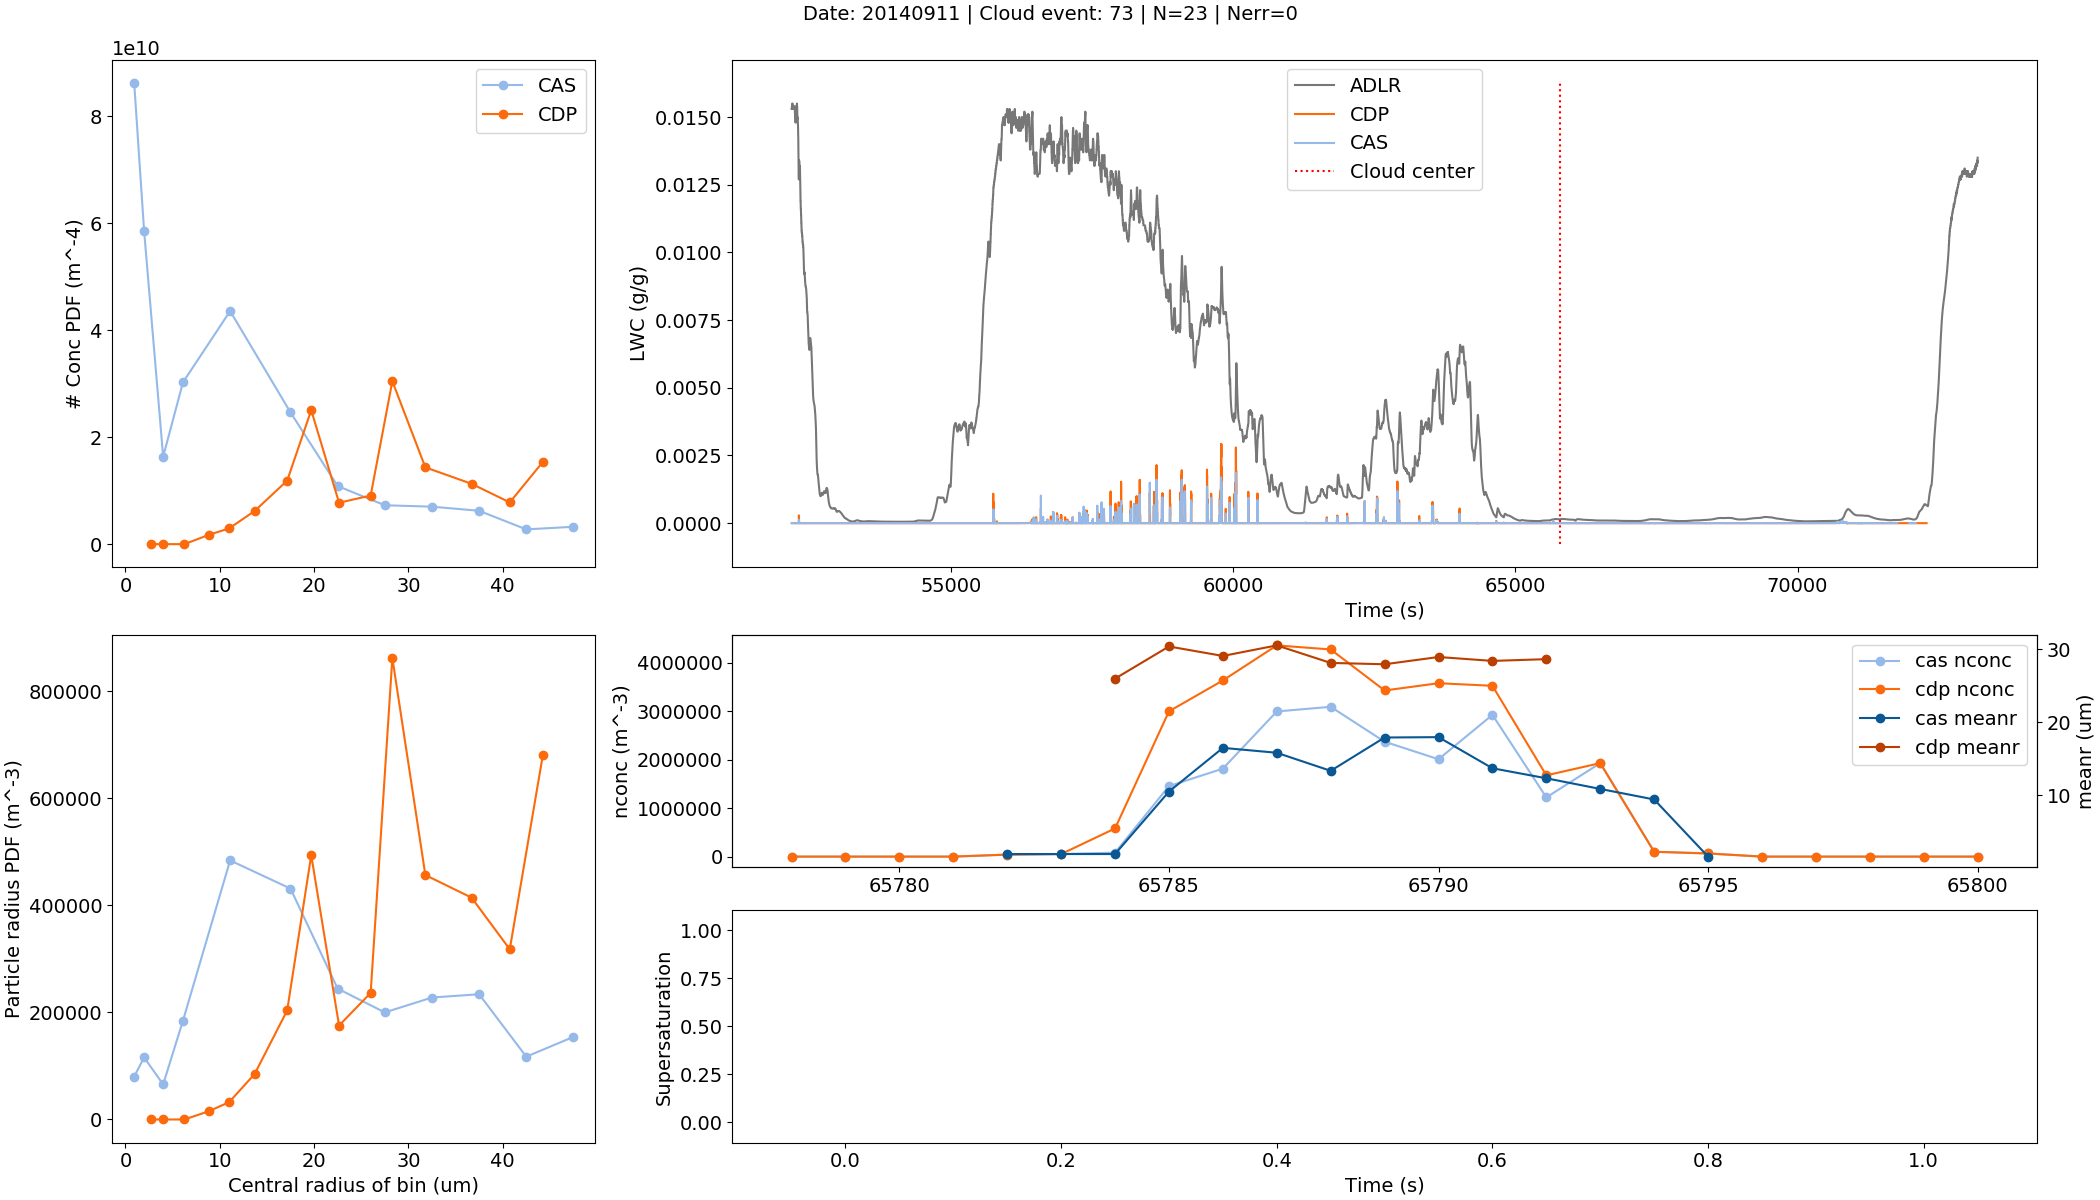 Date: 20140911 | Cloud event: 73 | N=23 | Nerr=0
1e10
# Conc PDF (m^-4)
8
6
4
2
0
0 10 20 30 40
CAS
CDP
LWC (g/g)
0.0150
0.0125
0.0100
0.0075
0.0050
0.0025
0.0000
55000 60000 65000 70000
Time (s)
ADLR
CDP
CAS
Cloud center
Particle radius PDF (m^-3)
800000
600000
400000
200000
0
0 10 20 30 40
Central radius of bin (um)
nconc (m^-3)
4000000
3000000
2000000
1000000
0
65780 65785 65790 65795 65800
cas nconc
cdp nconc
cas meanr
cdp meanr
30
20
10
meanr (um)
Supersaturation
1.00
0.75
0.50
0.25
0.00
0.0 0.2 0.4 0.6 0.8 1.0
Time (s)